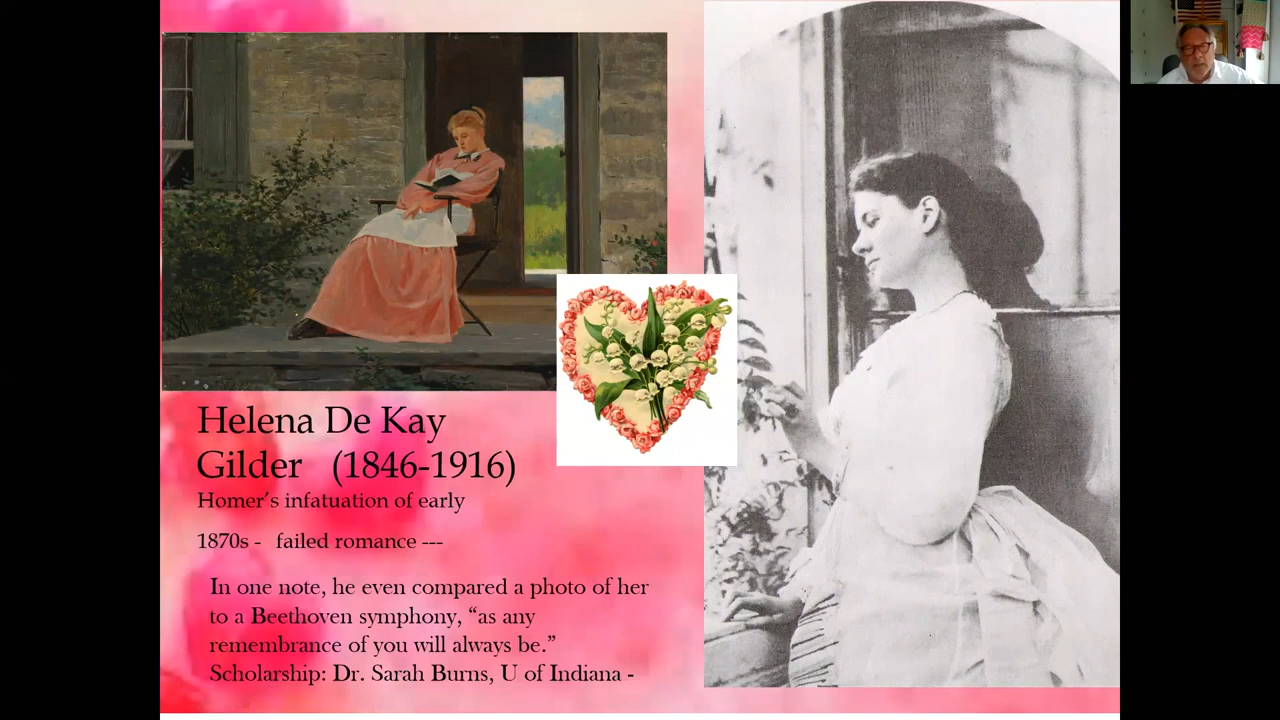 Helena De Kay
Gilder (1846-1916)
Homer's infatuation of early
1870s - failed romance ---
In one note, he even compared a photo of her
to a Beethoven symphony, “as any
remembrance of you will always be.”
Scholarship: Dr. Sarah Burns, U of Indiana -